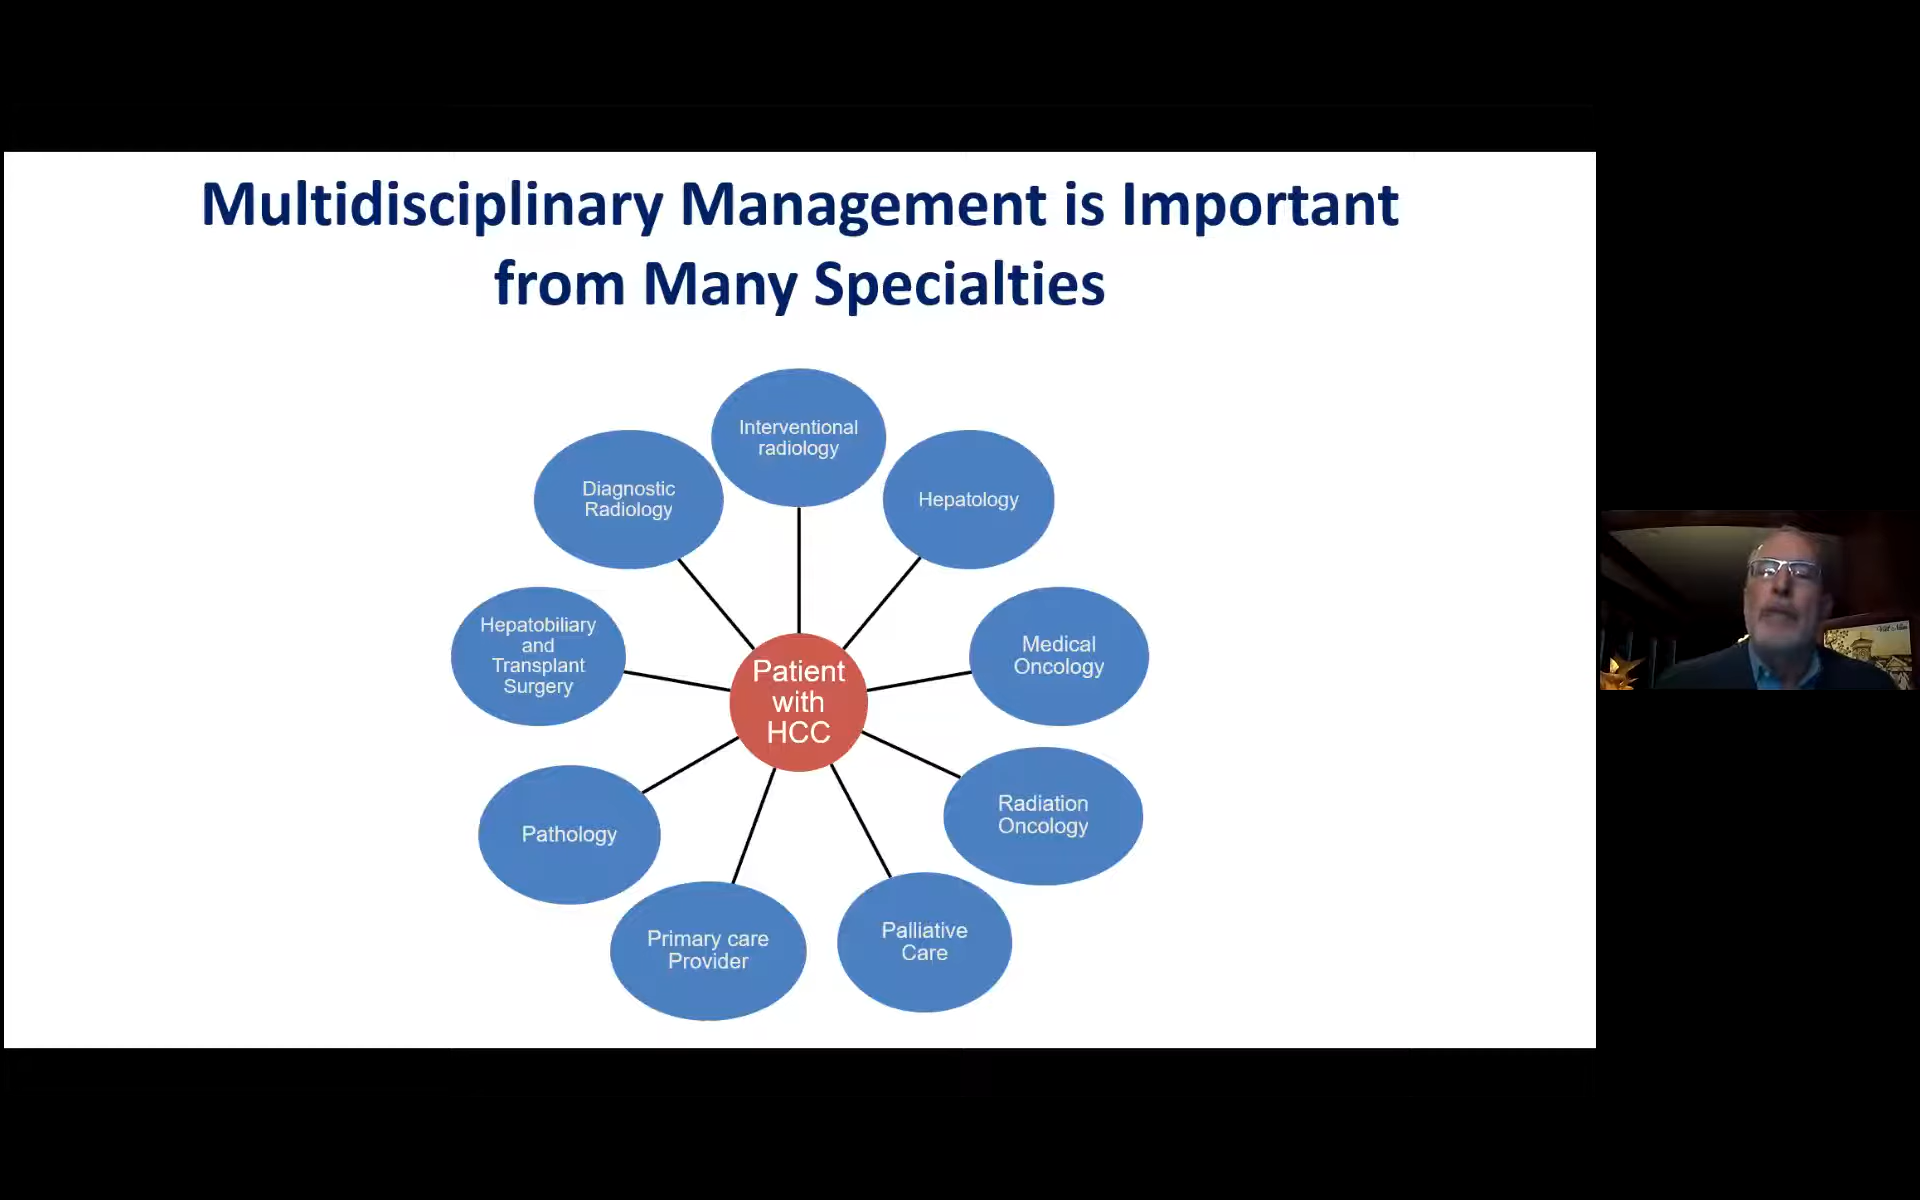 Multidisciplinary Management is Important
from Many Specialties
Interventional
radiology
Diagnostic
Radiology
Hepatology
Hepatobiliary
and
Transplant
Surgery
Medical
Oncology
Patient
with
HCC
Radiation
Oncology
Pathology
Primary care
Provider
Palliative
Care